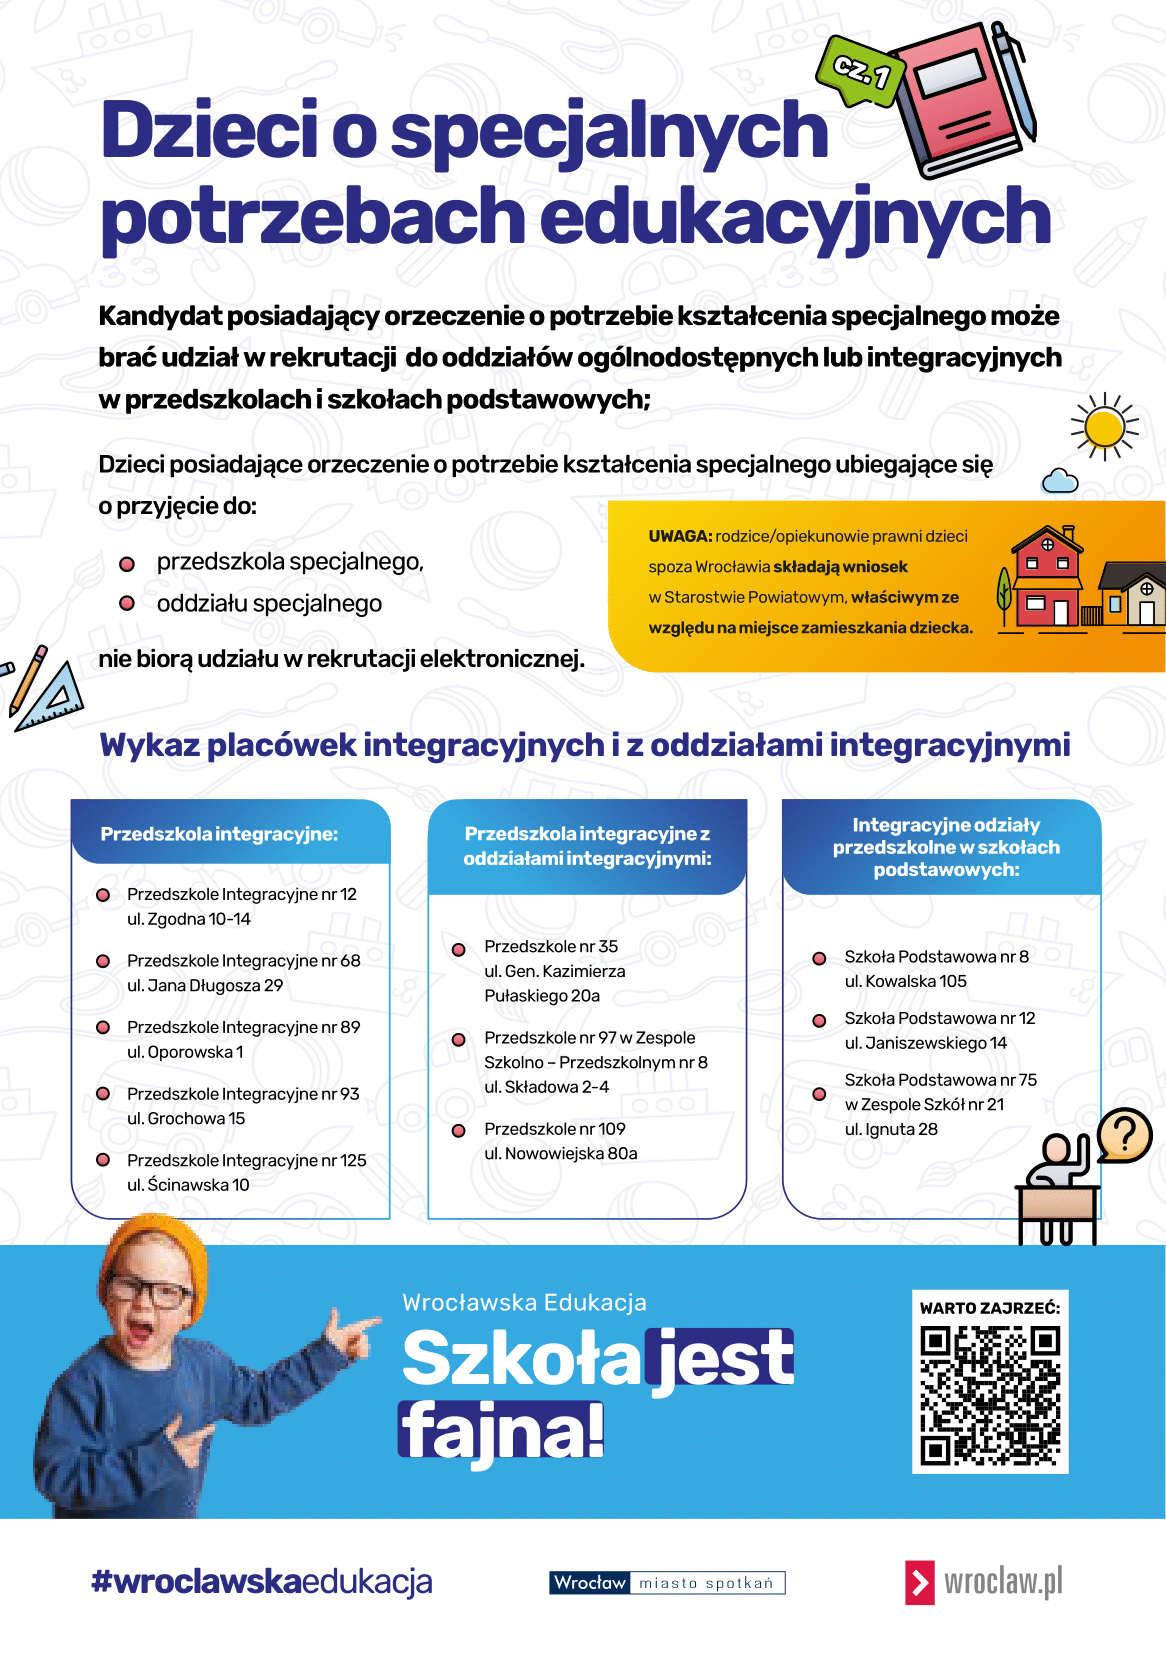 cz.1
Dzieci o specjalnych
potrzebach edukacyjnych
Kandydat posiadający orzeczenie o potrzebie kształcenia specjalnego może
brać udział w rekrutacji do oddziałów ogólnodostępnych lub integracyjnych
w przedszkolach i szkołach podstawowych;
Dzieci posiadające orzeczenie o potrzebie kształcenia specjalnego ubiegające się
o przyjęcie do:
przedszkola specjalnego,
oddziału specjalnego
nie biorą udziału w rekrutacji elektronicznej.
UWAGA: rodzice/opiekunowie prawni dzieci
spoza Wrocławia składają wniosek
w Starostwie Powiatowym, właściwym ze
względu na miejsce zamieszkania dziecka.
Wykaz placówek integracyjnych i z oddziałami integracyjnymi
Przedszkola integracyjne:
Przedszkole Integracyjne nr 12
ul. Zgodna 10-14
Przedszkole Integracyjne nr 68
ul. Jana Długosza 29
Przedszkole Integracyjne nr 89
ul. Oporowska 1
Przedszkole Integracyjne nr 93
ul. Grochowa 15
Przedszkole Integracyjne nr 125
ul. Ścinawska 10
Przedszkola integracyjne z
oddziałami integracyjnymi:
Przedszkole nr 35
ul. Gen. Kazimierza
Pułaskiego 20a
Przedszkole nr 97 w Zespole
Szkolno – Przedszkolnym nr 8
ul. Składowa 2-4
Przedszkole nr 109
ul. Nowowiejska 80a
Integracyjne odziały
przedszkolne w szkołach
podstawowych:
Szkoła Podstawowa nr 8
ul. Kowalska 105
Szkoła Podstawowa nr 12
ul. Janiszewskiego 14
Szkoła Podstawowa nr 75
w Zespole Szkół nr 21
ul. Ignuta 28
?
Wrocławska Edukacja
Szkoła jest
fajna!
WARTO ZAJRZEĆ:
#wroclawskaedukacja
Wrocław miasto spotkań
wroclaw.pl